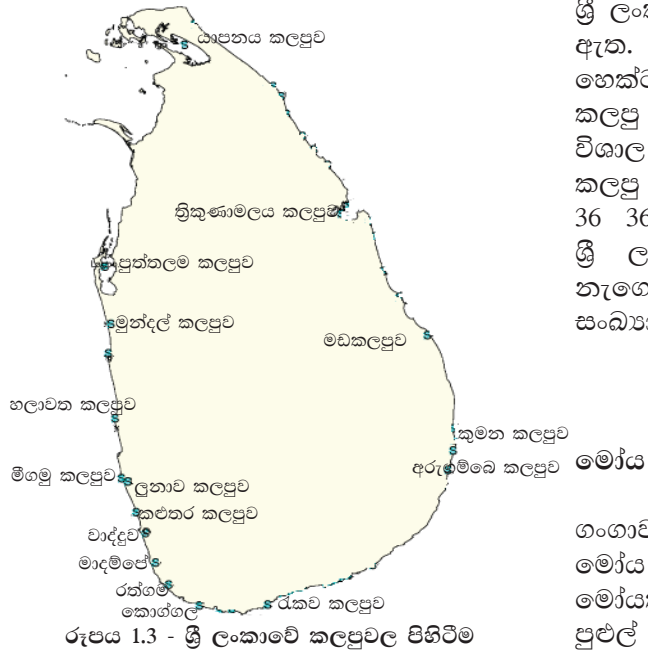 යාපනය කලපුව
ත්‍රිකුණාමලය කලපුව
පුත්තලම කලපුව
මුන්දල් කලපුව
මඩකලපුව
හලාවත කලපුව
කුමන කලපුව
අරුගම්බෙ කලපුව
මීගමු කලපුව
ලුනාව කලපුව
කළුතර කලපුව
වාද්දුව
මාදම්පේ
රත්ගම
කොග්ගල
රැකව කලපුව
රූපය 1.3 - ශ්‍රී ලංකාවේ කලපුවල පිහිටීම
ශ්‍රී
ඇත.
කලපු
විශාල
කලපු
36
ශ්‍රී
මෝය
මෝය
පුළුල්